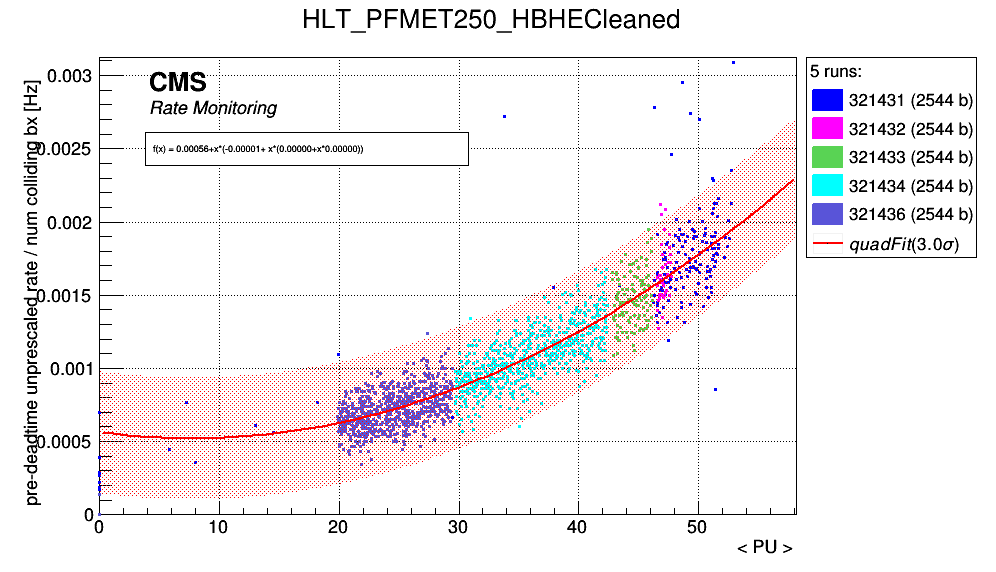 HLT_PFMET250_HBHECleaned
pre-deadtime unprescaled rate / num colliding bx [Hz]
0.003
0.0025
0.002
0.0015
0.001
0.0005
0
CMS
Rate Monitoring
f(x) = 0.00056+x*(-0.00001+ x*(0.00000+x*0.00000))
0 10 20 30 40 50
< PU >
5 runs:
321431 (2544 b)
321432 (2544 b)
321433 (2544 b)
321434 (2544 b)
321436 (2544 b)
quadFit(3.0σ)